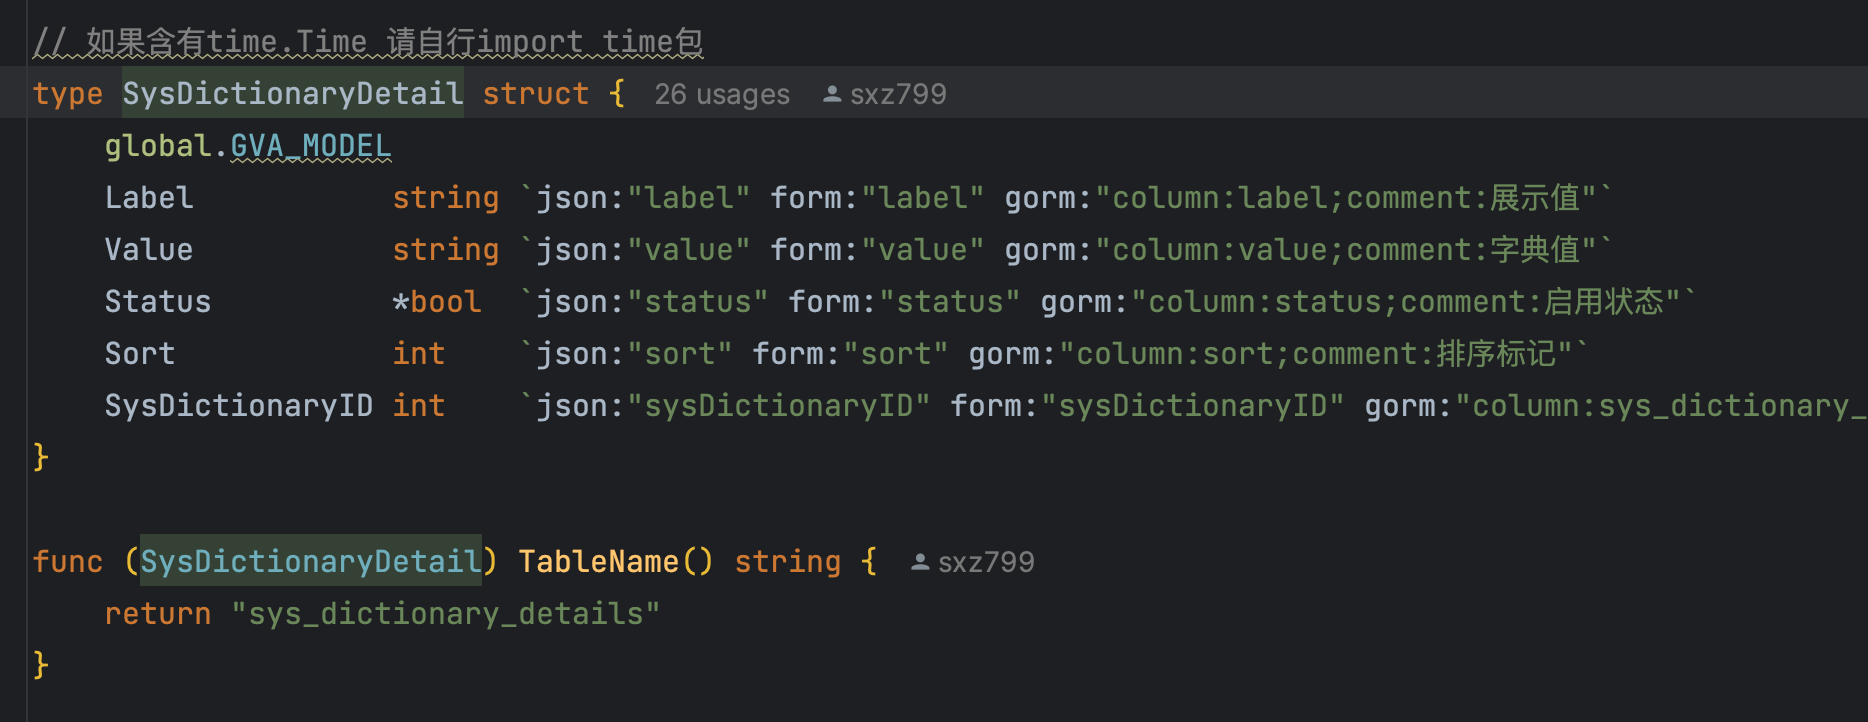 // 如果含有time.Time 请自行import time包
type SysDictionaryDetail struct { 26 usages sxz799
global.GVA_MODEL
Label string `json:"label" form:"label" gorm:"column:label;comment:展示值"`
Value string `json:"value" form:"value" gorm:"column:value;comment:字典值"`
Status *bool `json:"status" form:"status" gorm:"column:status;comment:启用状态"`
Sort int `json:"sort" form:"sort" gorm:"column:sort;comment:排序标记"`
SysDictionaryID int `json:"sysDictionaryID" form:"sysDictionaryID" gorm:"column:sys_dictionary_
}
func (SysDictionaryDetail) TableName() string { sxz799
return "sys_dictionary_details"
}